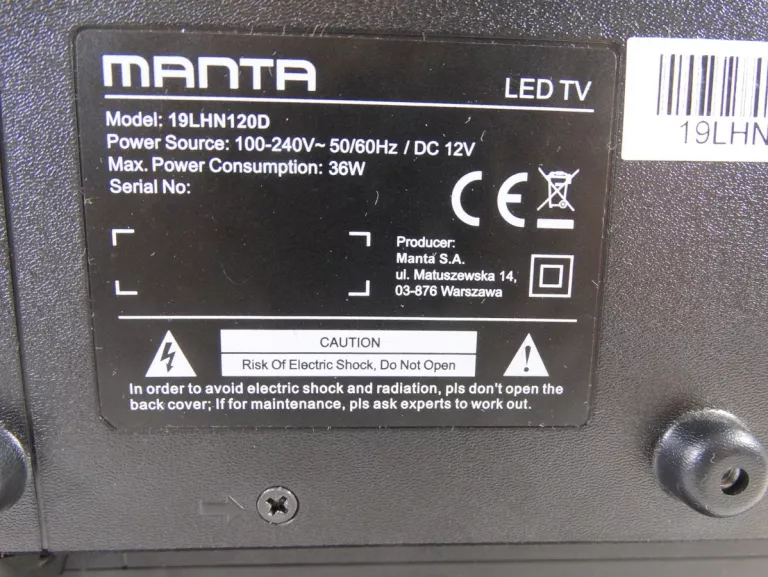 MANTA
LED TV
Model: 19LHN120D
Power Source: 100-240V~ 50/60Hz / DC 12V
Max. Power Consumption: 36W
Serial No:
CE
Producer:
Manta S.A.
ul. Matuszewska 14,
03-876 Warszawa
CAUTION
Risk Of Electric Shock, Do Not Open
In order to avoid electric shock and radiation, pls don't open the
back cover; If for maintenance, pls ask experts to work out.
19LHN